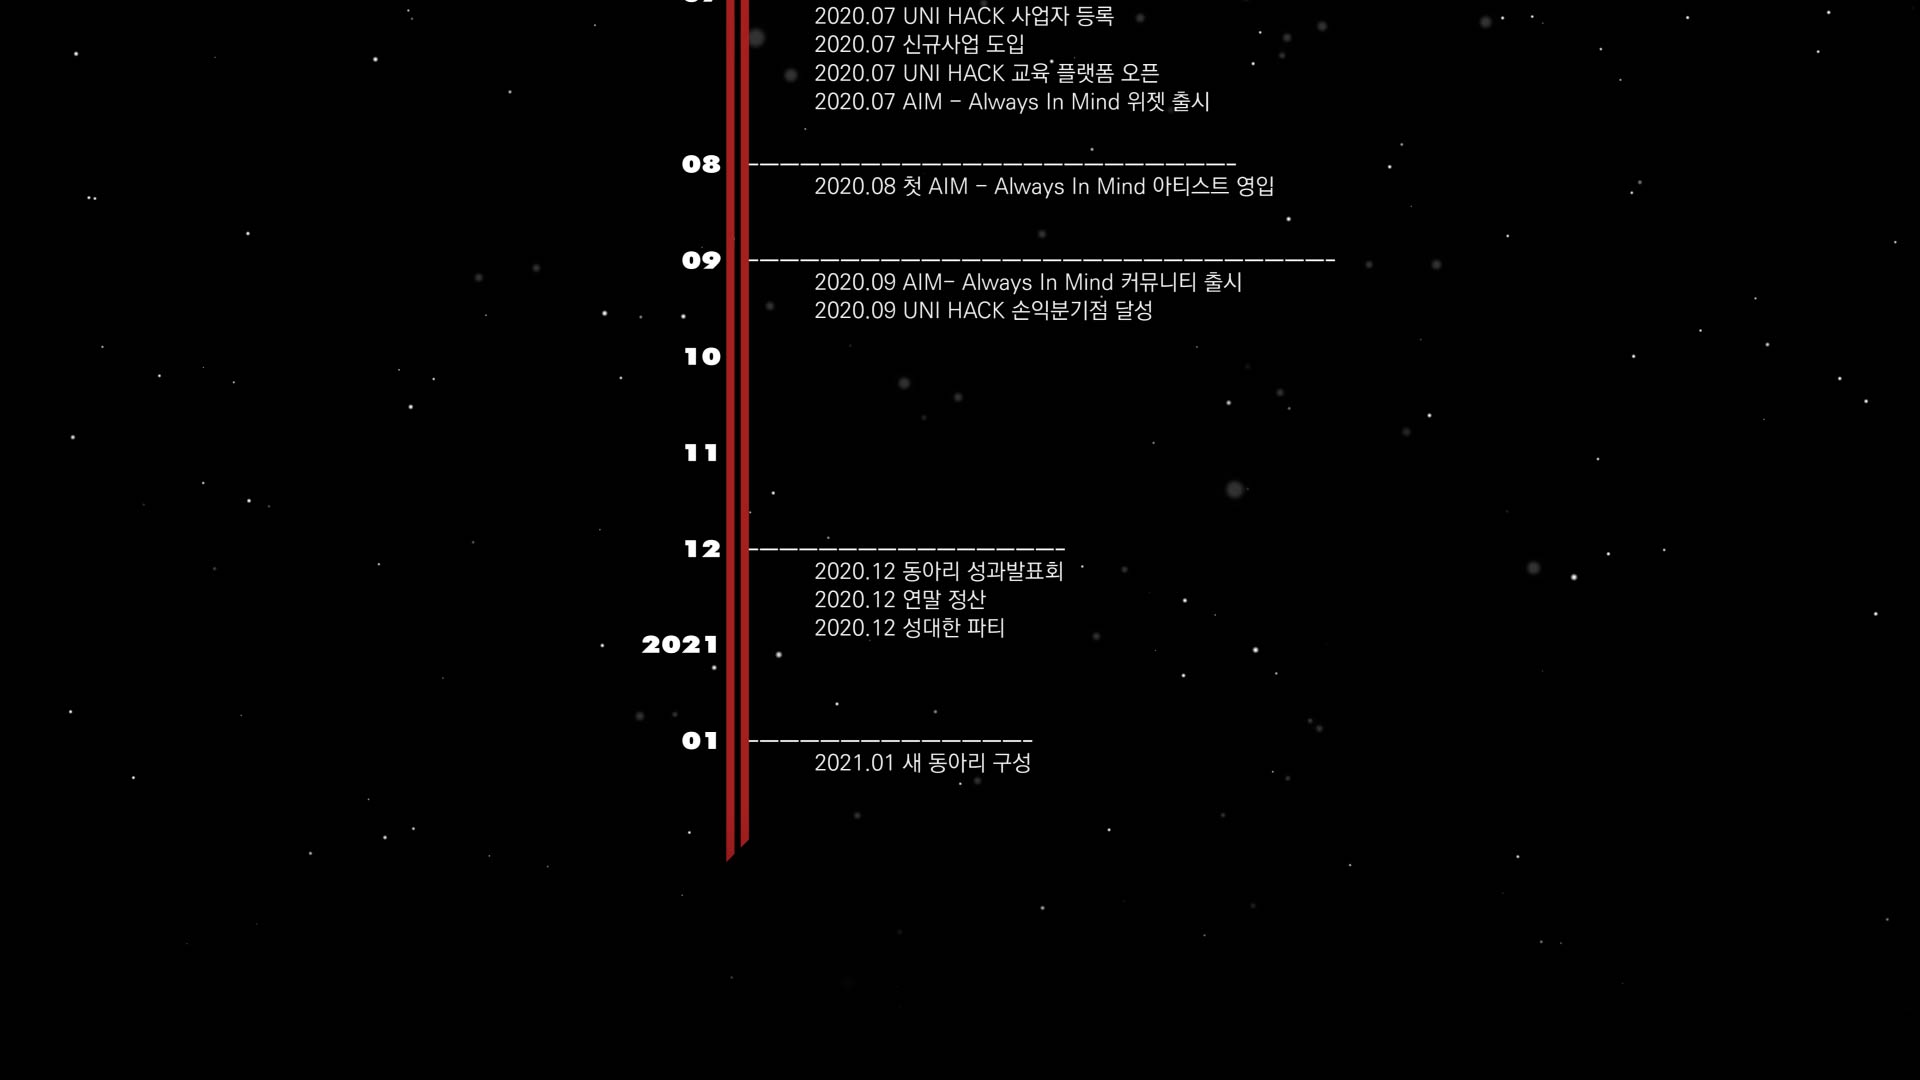 2020.07 UNI HACK 사업자 등록
2020.07 신규사업 도입
2020.07 UNI HACK 교육 플랫폼 오픈
2020.07 AIM - Always In Mind 위젯 출시
08
2020.08 첫 AIM - Always In Mind 아티스트 영입
09
2020.09 AIM- Always In Mind 커뮤니티 출시
2020.09 UNI HACK 손익분기점 달성
10
11
12
2020.12 동아리 성과발표회
2020.12 연말 정산
2020.12 성대한 파티
2021
01
2021.01 새 동아리 구성